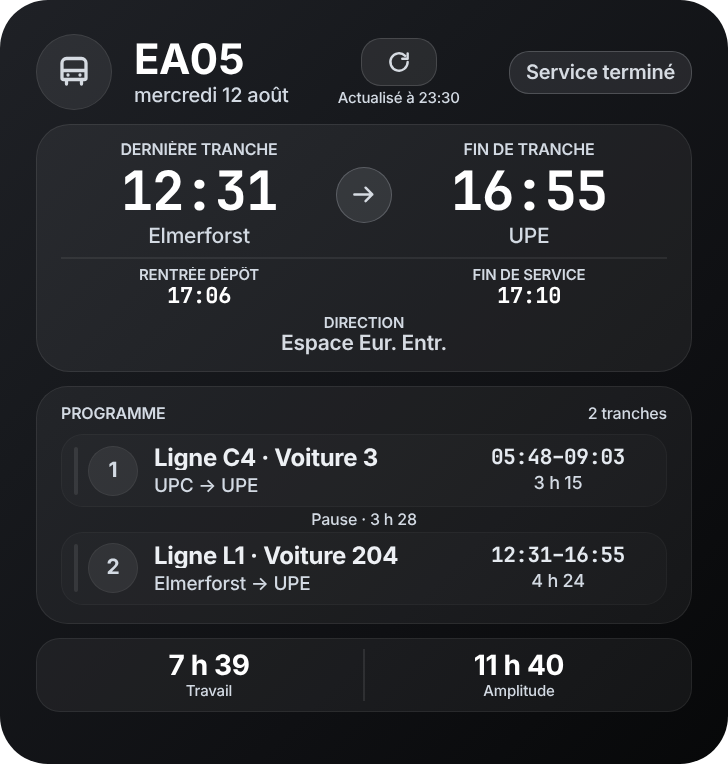 EA05
mercredi 12 août
Actualisé à 23:30
Service terminé
DERNIÈRE TRANCHE
12:31
Elmerforst
FIN DE TRANCHE
16:55
UPE
RENTRÉE DÉPÔT
17:06
FIN DE SERVICE
17:10
DIRECTION
Espace Eur. Entr.
PROGRAMME
2 tranches
1
Ligne C4 · Voiture 3
UPC → UPE
05:48–09:03
3 h 15
Pause · 3 h 28
2
Ligne L1 · Voiture 204
Elmerforst → UPE
12:31–16:55
4 h 24
7 h 39
Travail
11 h 40
Amplitude